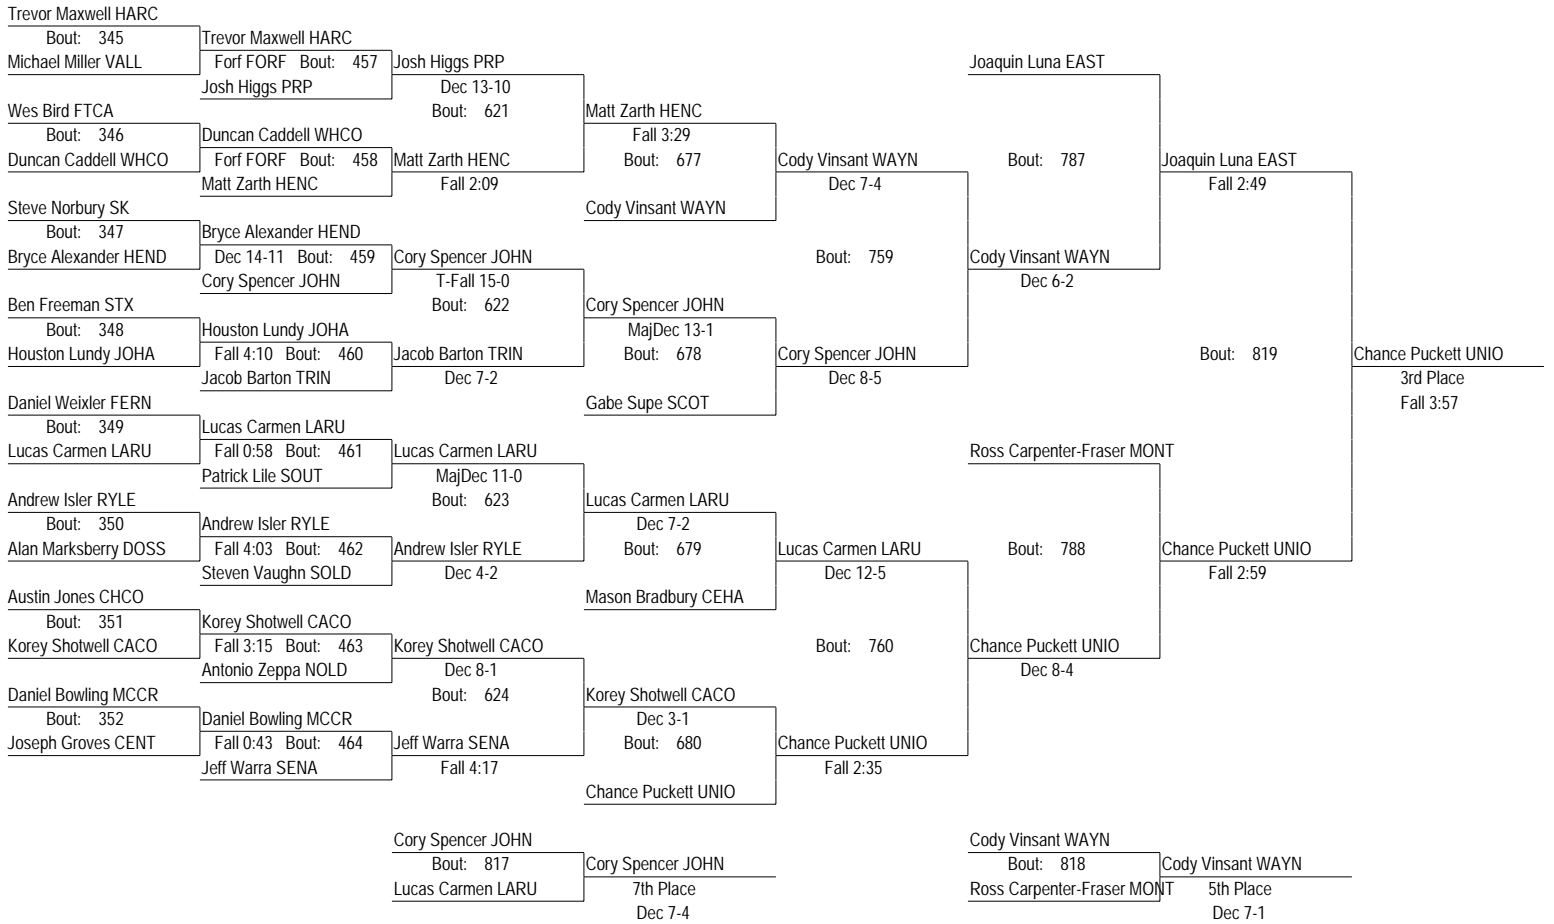 Trevor Maxwell HARC
Bout: 345
Trevor Maxwell HARC
Michael Miller VALL
Forf FORF Bout: 457
Josh Higgs PRP
Joaquin Luna EAST
Josh Higgs PRP
Dec 13-10
Wes Bird FTCA
Bout: 621
Matt Zarth HENC
Bout: 346
Duncan Caddell WHCO
Fall 3:29
Duncan Caddell WHCO
Forf FORF Bout: 458
Matt Zarth HENC
Bout: 677
Cody Vinsant WAYN
Bout: 787
Joaquin Luna EAST
Matt Zarth HENC
Fall 2:09
Dec 7-4
Fall 2:49
Steve Norbury SK
Cody Vinsant WAYN
Bout: 347
Bryce Alexander HEND
Bryce Alexander HEND
Dec 14-11 Bout: 459
Cory Spencer JOHN
Bout: 759
Cody Vinsant WAYN
Cory Spencer JOHN
T-Fall 15-0
Dec 6-2
Ben Freeman STX
Bout: 622
Cory Spencer JOHN
Bout: 348
Houston Lundy JOHA
MajDec 13-1
Houston Lundy JOHA
Fall 4:10 Bout: 460
Jacob Barton TRIN
Bout: 678
Cory Spencer JOHN
Bout: 819
Chance Puckett UNIO
Jacob Barton TRIN
Dec 7-2
Dec 8-5
3rd Place
Daniel Weixler FERN
Gabe Supe SCOT
Fall 3:57
Bout: 349
Lucas Carmen LARU
Lucas Carmen LARU
Fall 0:58 Bout: 461
Lucas Carmen LARU
Ross Carpenter-Fraser MONT
Patrick Lile SOUT
MajDec 11-0
Andrew Isler RYLE
Bout: 623
Lucas Carmen LARU
Bout: 350
Andrew Isler RYLE
Dec 7-2
Alan Marksberry DOSS
Fall 4:03 Bout: 462
Andrew Isler RYLE
Bout: 679
Lucas Carmen LARU
Bout: 788
Chance Puckett UNIO
Steven Vaughn SOLD
Dec 4-2
Dec 12-5
Fall 2:59
Austin Jones CHCO
Mason Bradbury CEHA
Bout: 351
Korey Shotwell CACO
Korey Shotwell CACO
Fall 3:15 Bout: 463
Korey Shotwell CACO
Bout: 760
Chance Puckett UNIO
Antonio Zeppa NOLD
Dec 8-1
Dec 8-4
Daniel Bowling MCCR
Bout: 624
Korey Shotwell CACO
Bout: 352
Daniel Bowling MCCR
Dec 3-1
Joseph Groves CENT
Fall 0:43 Bout: 464
Jeff Warra SENA
Bout: 680
Chance Puckett UNIO
Jeff Warra SENA
Fall 4:17
Fall 2:35
Chance Puckett UNIO
Cory Spencer JOHN
Bout: 817
Cory Spencer JOHN
Lucas Carmen LARU
7th Place
Dec 7-4
Cody Vinsant WAYN
Bout: 818
Cody Vinsant WAYN
Ross Carpenter-Fraser MONT
5th Place
Dec 7-1